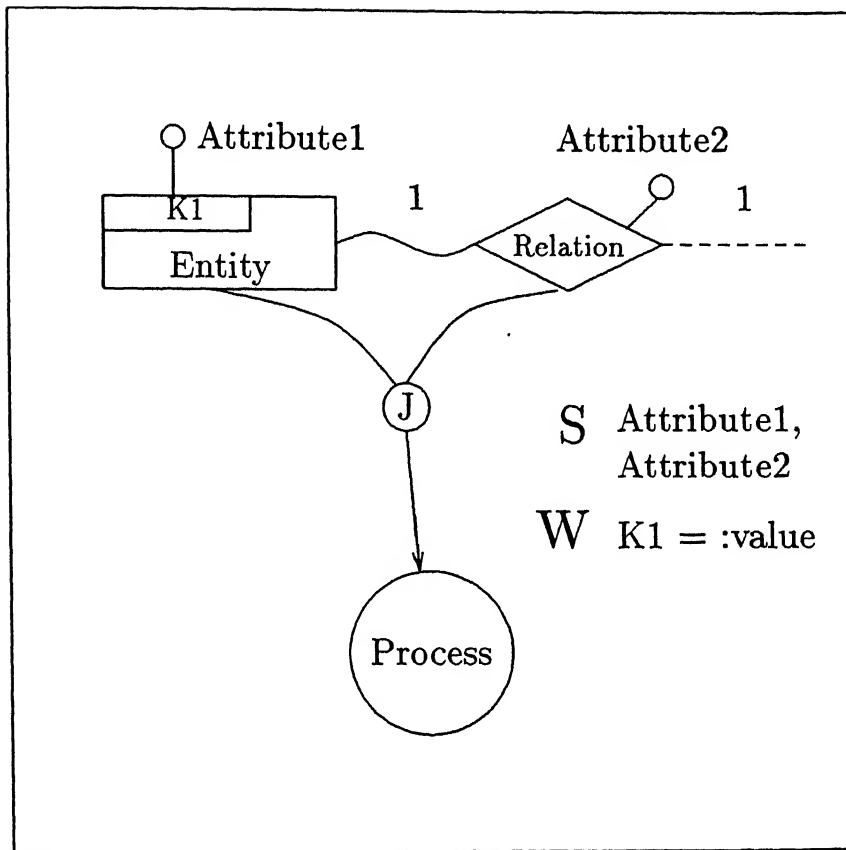 Attribute1
Attribute2
K1
1
1
Entity
Relation
J
S Attribute1,
Attribute2
W K1 = :value
Process